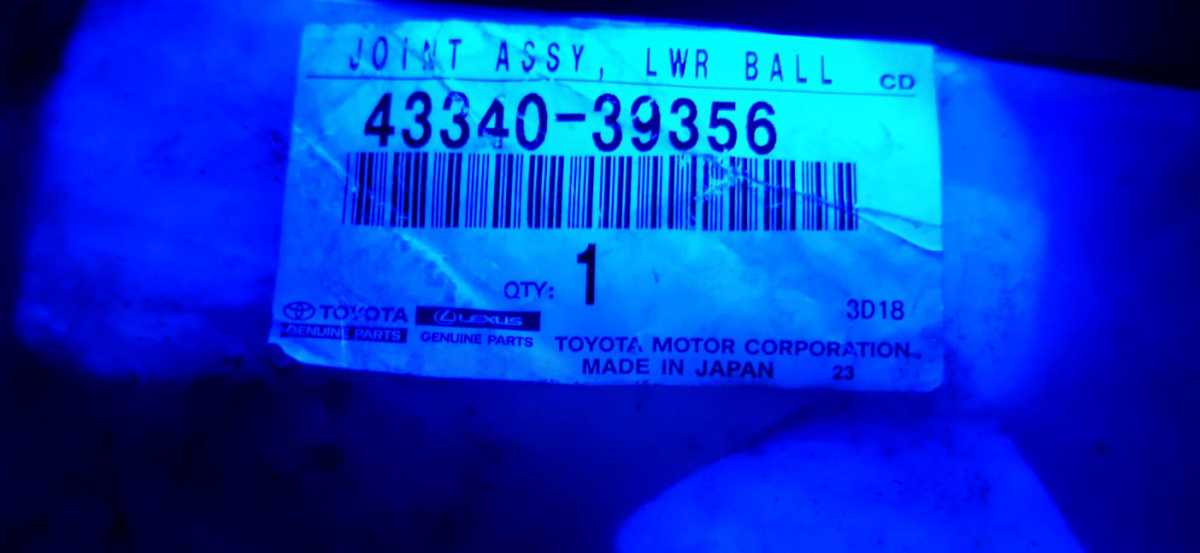 JOINT ASSY, LWR BALL
CD
43340-39356
QTY: 1
3D18
TOYOTA
GENUINE PARTS
LEXUS
GENUINE PARTS
TOYOTA MOTOR CORPORATION
MADE IN JAPAN 23